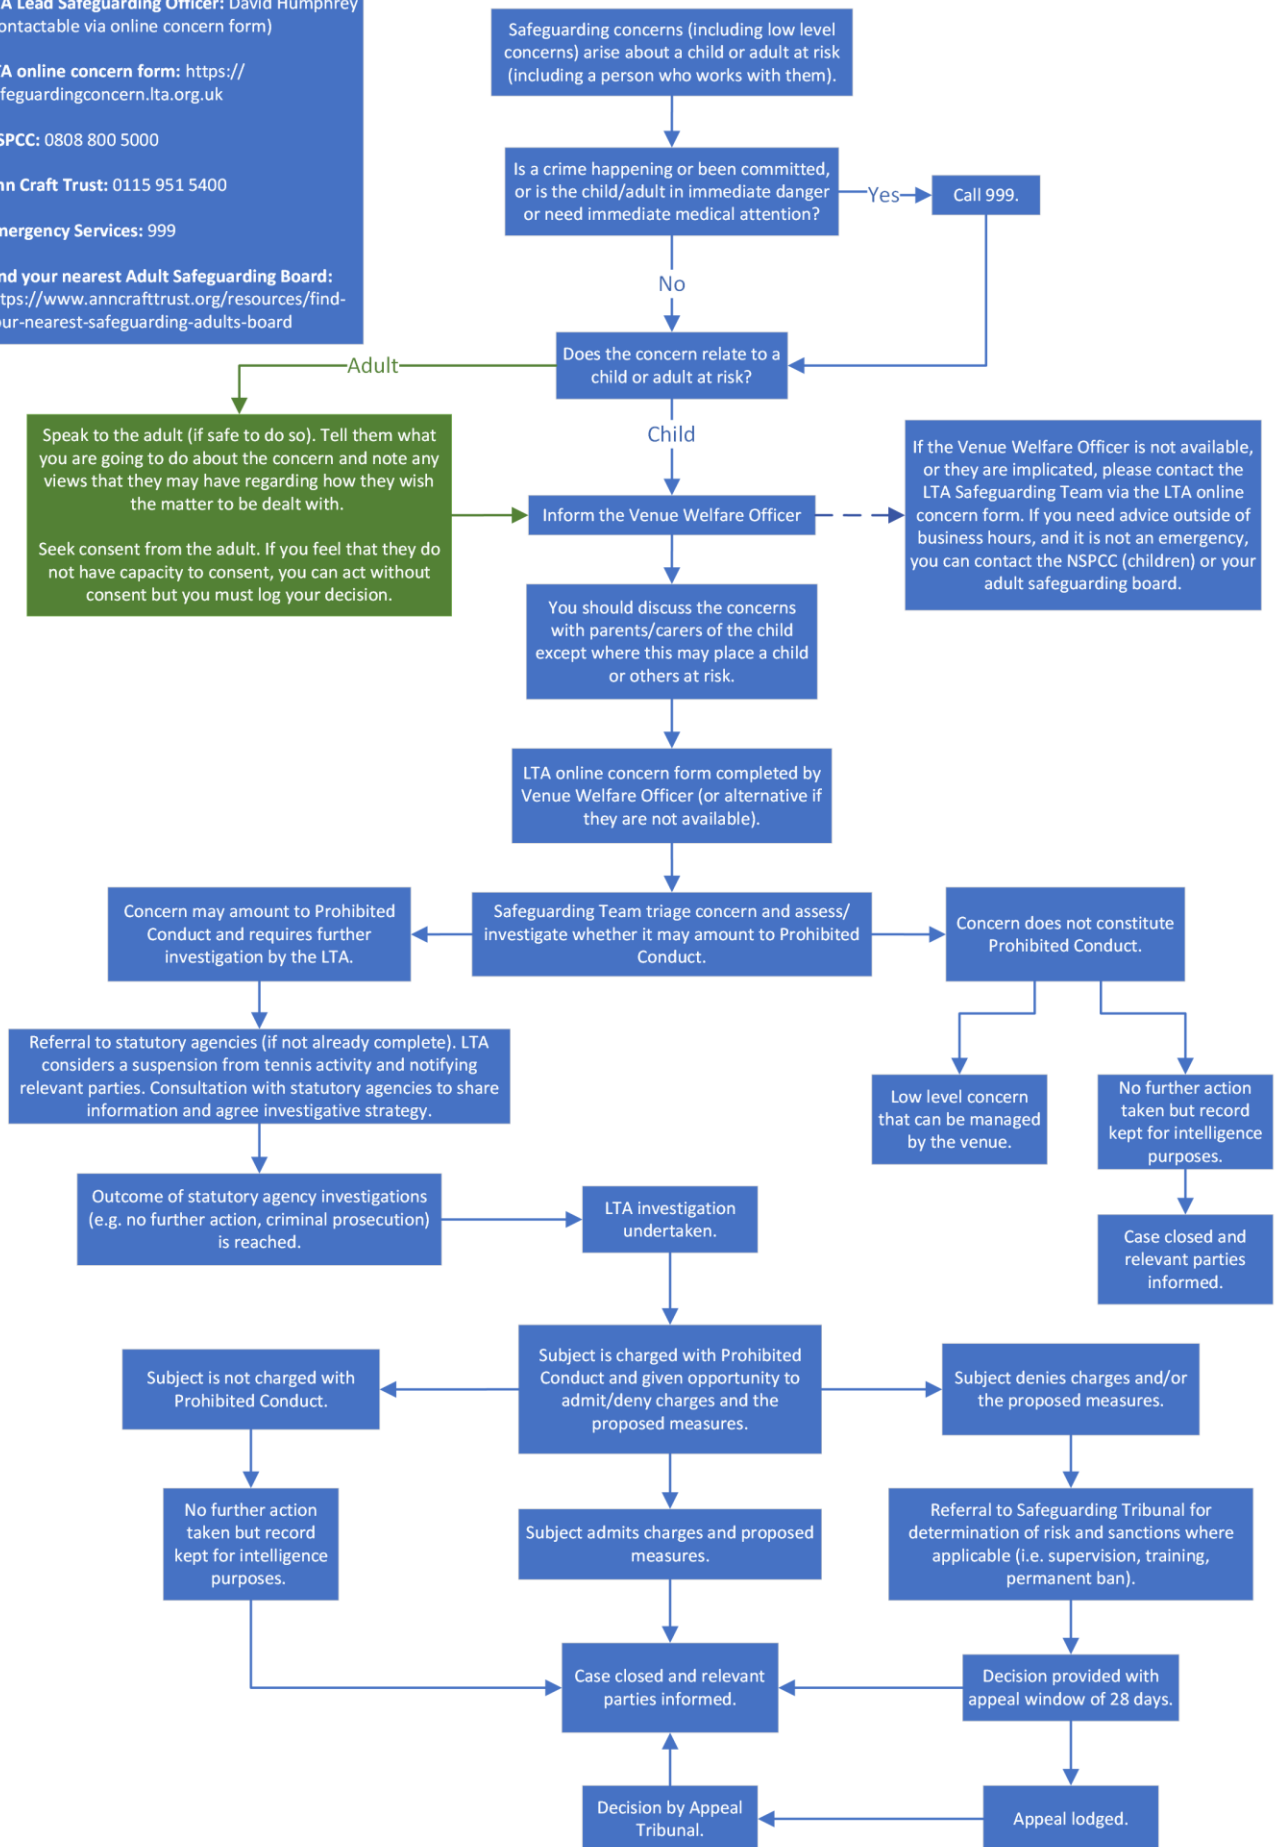 A Lead Safeguarding Officer: David Humphrey
ontactable via online concern form)
TA online concern form: https://
afeguardingconcern.lta.org.uk
SPCC: 0808 800 5000
nn Craft Trust: 0115 951 5400
mergency Services: 999
nd your nearest Adult Safeguarding Board:
tps://www.anncrafttrust.org/resources/find-
our-nearest-safeguarding-adults-board
Safeguarding concerns (including low level
concerns) arise about a child or adult at risk
(including a person who works with them).
Is a crime happening or been committed,
or is the child/adult in immediate danger
or need immediate medical attention?
Yes
Call 999.
No
Does the concern relate to a
child or adult at risk?
Adult
Speak to the adult (if safe to do so). Tell them what
you are going to do about the concern and note any
views that they may have regarding how they wish
the matter to be dealt with.
Seek consent from the adult. If you feel that they do
not have capacity to consent, you can act without
consent but you must log your decision.
Child
Inform the Venue Welfare Officer
If the Venue Welfare Officer is not available,
or they are implicated, please contact the
LTA Safeguarding Team via the LTA online
concern form. If you need advice outside of
business hours, and it is not an emergency,
you can contact the NSPCC (children) or your
adult safeguarding board.
You should discuss the concerns
with parents/carers of the child
except where this may place a child
or others at risk.
LTA online concern form completed by
Venue Welfare Officer (or alternative if
they are not available).
Safeguarding Team triage concern and assess/
investigate whether it may amount to Prohibited
Conduct.
Concern may amount to Prohibited
Conduct and requires further
investigation by the LTA.
Concern does not constitute
Prohibited Conduct.
Referral to statutory agencies (if not already complete). LTA
considers a suspension from tennis activity and notifying
relevant parties. Consultation with statutory agencies to share
information and agree investigative strategy.
Low level concern
that can be managed
by the venue.
No further action
taken but record
kept for intelligence
purposes.
Outcome of statutory agency investigations
(e.g. no further action, criminal prosecution)
is reached.
LTA investigation
undertaken.
Case closed and
relevant parties
informed.
Subject is not charged with
Prohibited Conduct.
Subject is charged with Prohibited
Conduct and given opportunity to
admit/deny charges and the
proposed measures.
Subject denies charges and/or
the proposed measures.
No further action
taken but record
kept for intelligence
purposes.
Subject admits charges and proposed
measures.
Referral to Safeguarding Tribunal for
determination of risk and sanctions where
applicable (i.e. supervision, training,
permanent ban).
Case closed and relevant
parties informed.
Decision provided with
appeal window of 28 days.
Decision by Appeal
Tribunal.
Appeal lodged.